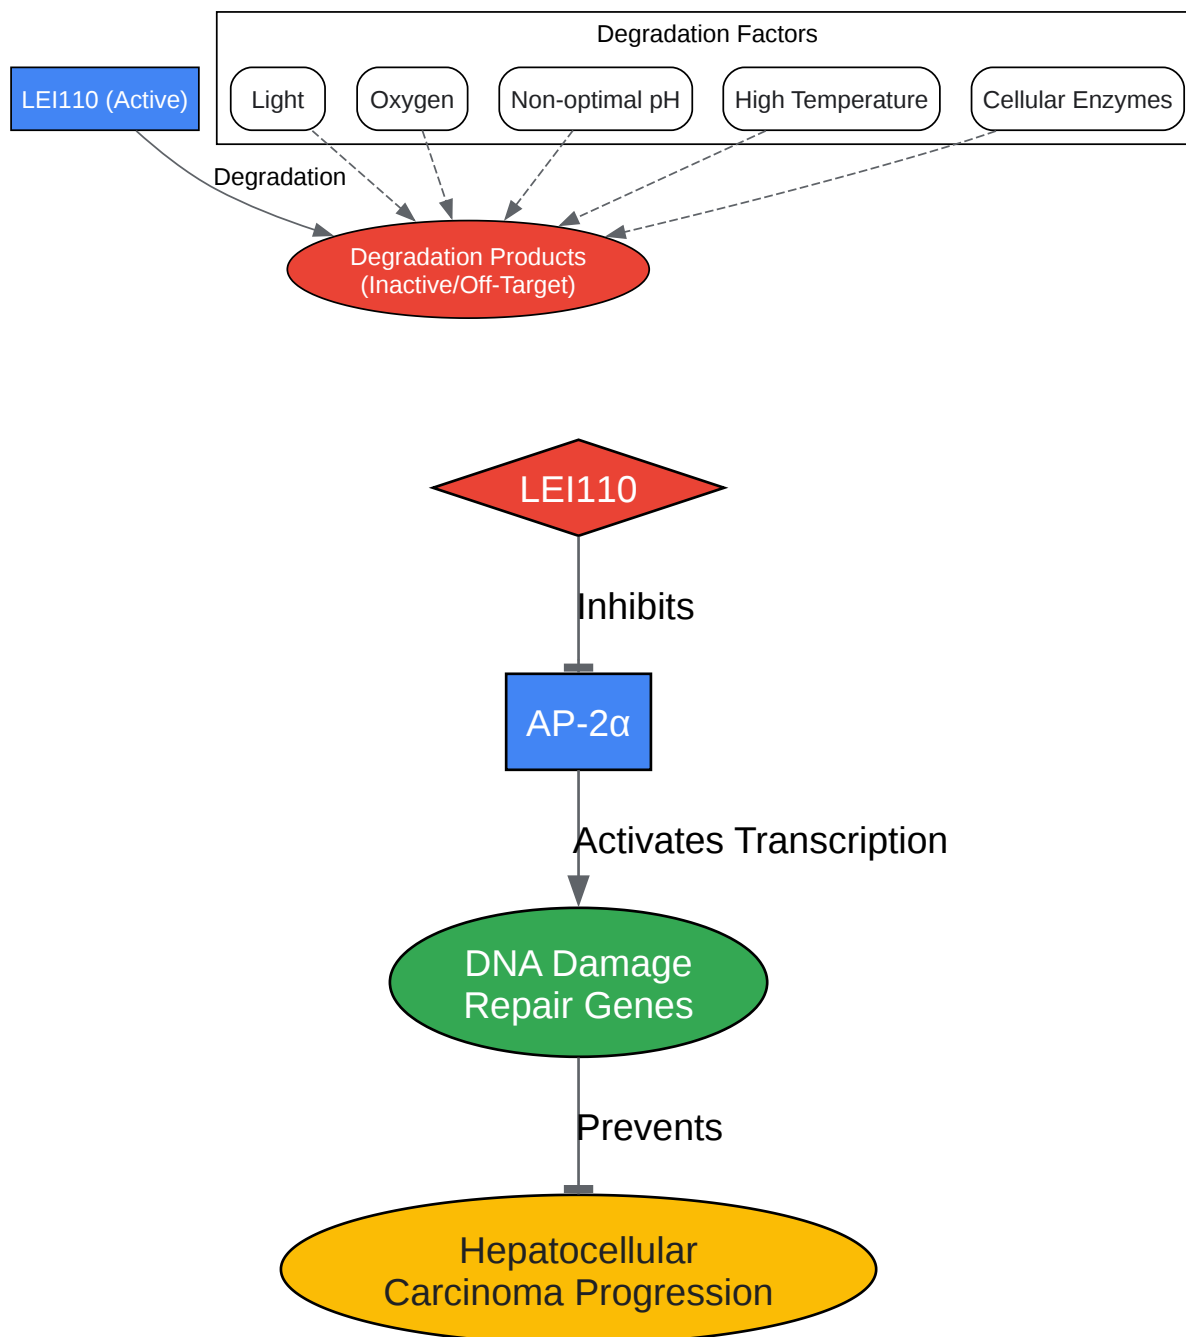 Degradation Factors
LEI110 (Active)
Light
Oxygen
Non-optimal pH
High Temperature
Cellular Enzymes
Degradation
Degradation Products
(Inactive/Off-Target)
LEI110
Inhibits
AP-2α
Activates Transcription
DNA Damage
Repair Genes
Prevents
Hepatocellular
Carcinoma Progression